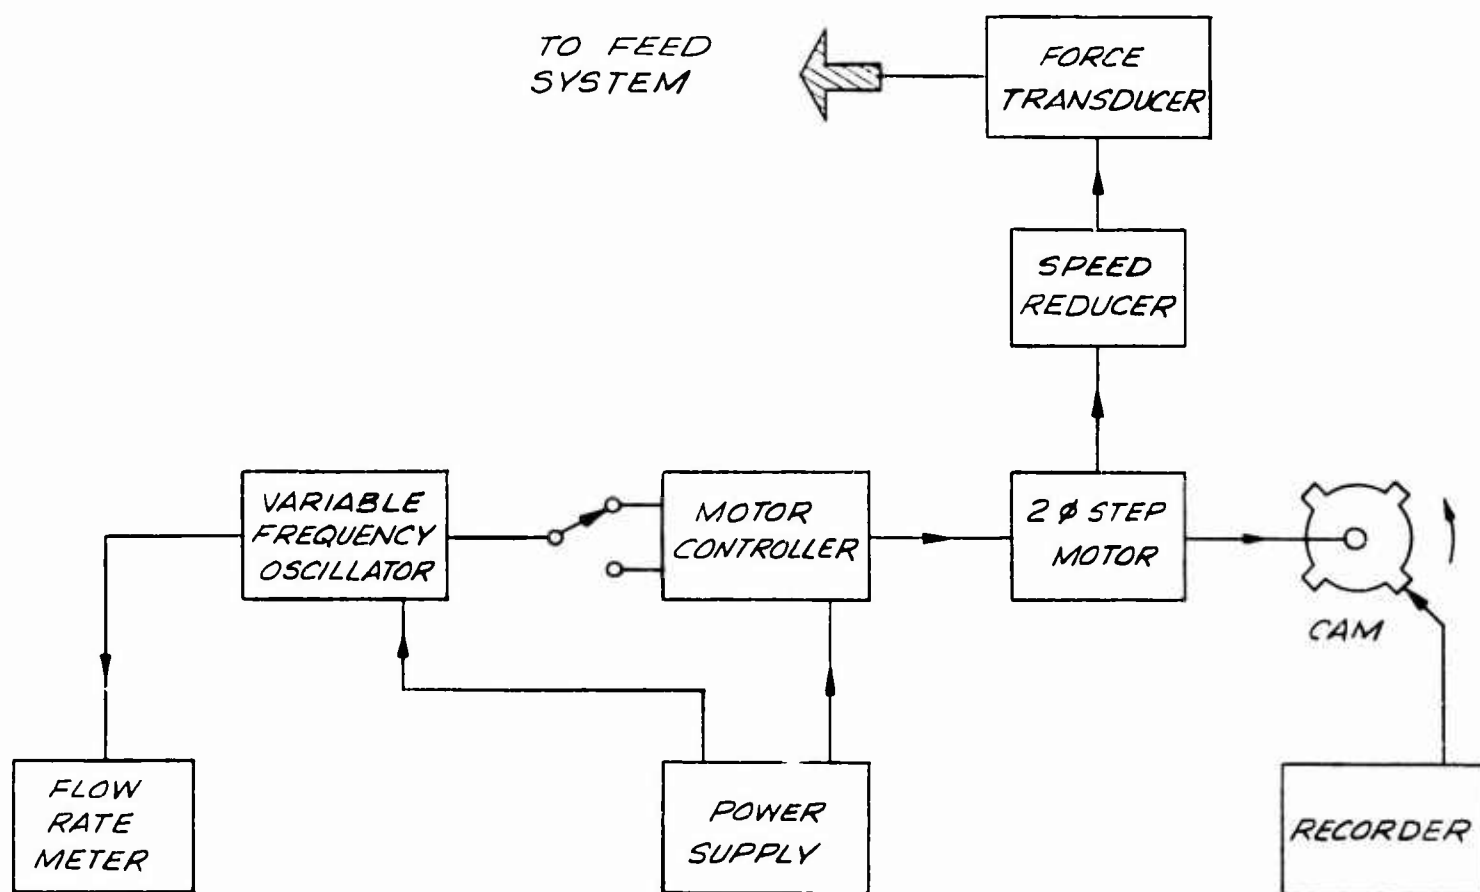 TO FEED
SYSTEM
FORCE
TRANSDUCER
SPEED
REDUCER
VARIABLE
FREQUENCY
OSCILLATOR
MOTOR
CONTROLLER
2 φ STEP
MOTOR
CAM
FLOW
RATE
METER
POWER
SUPPLY
RECORDER